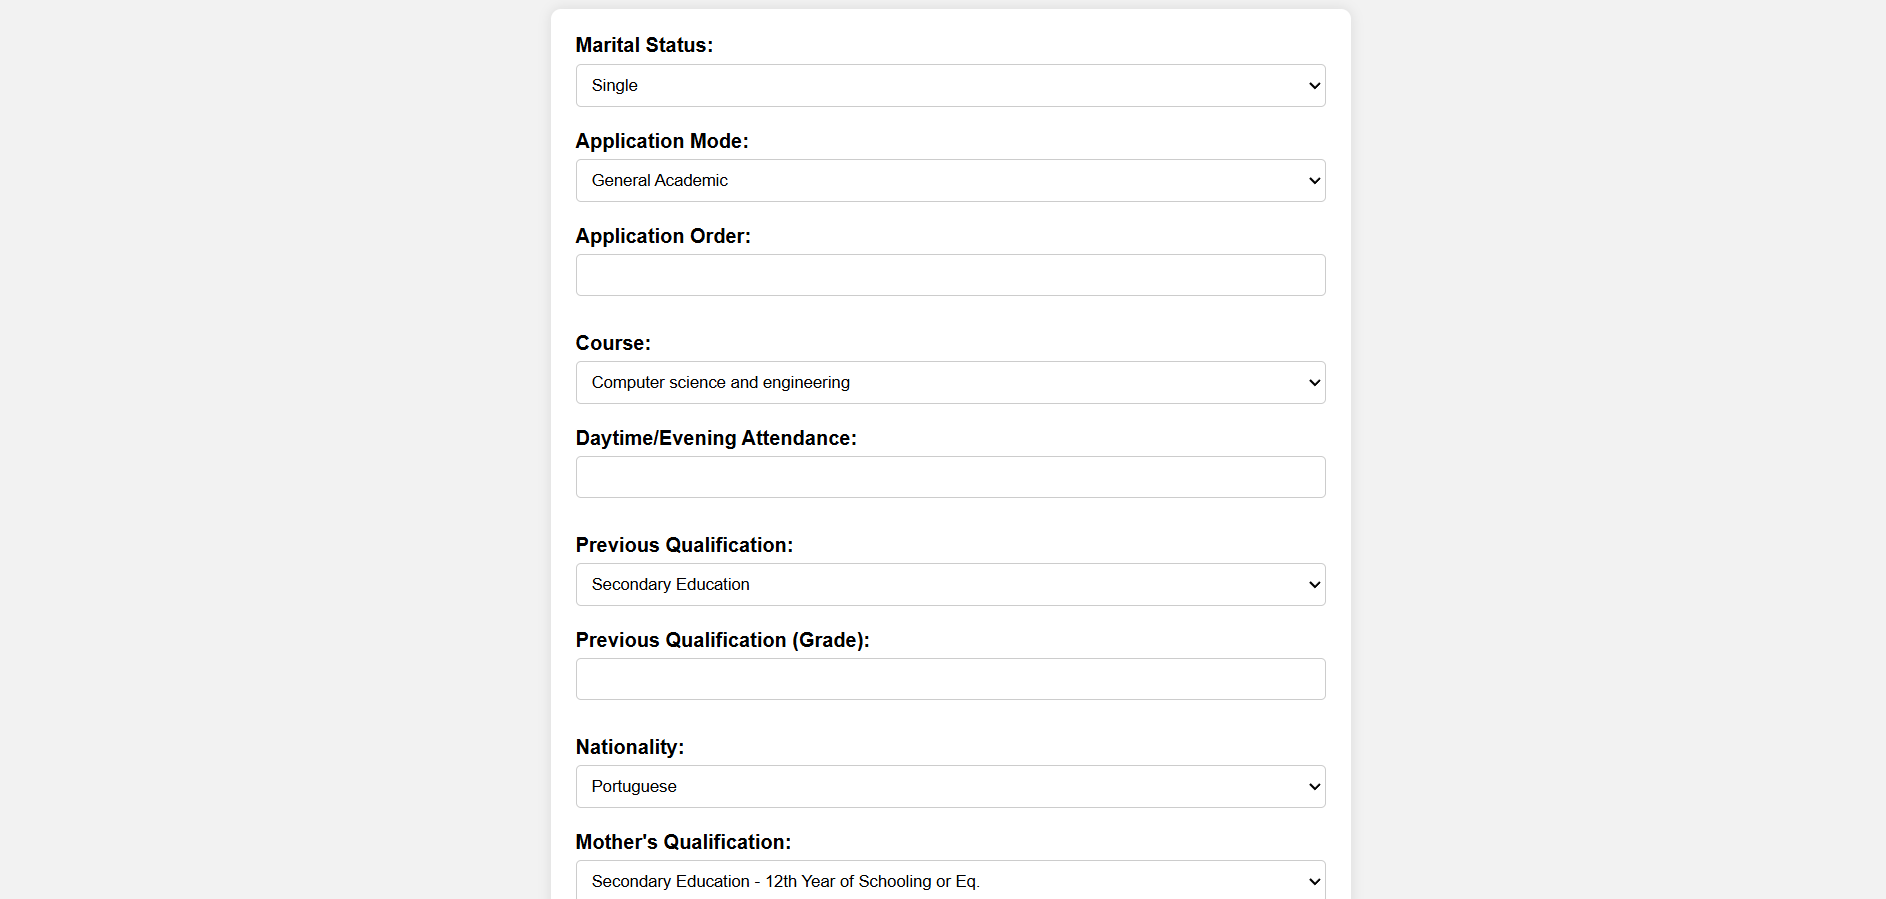 Marital Status:
Single
Application Mode:
General Academic
Application Order:
Course:
Computer science and engineering
Daytime/Evening Attendance:
Previous Qualification:
Secondary Education
Previous Qualification (Grade):
Nationality:
Portuguese
Mother's Qualification:
Secondary Education - 12th Year of Schooling or Eq.